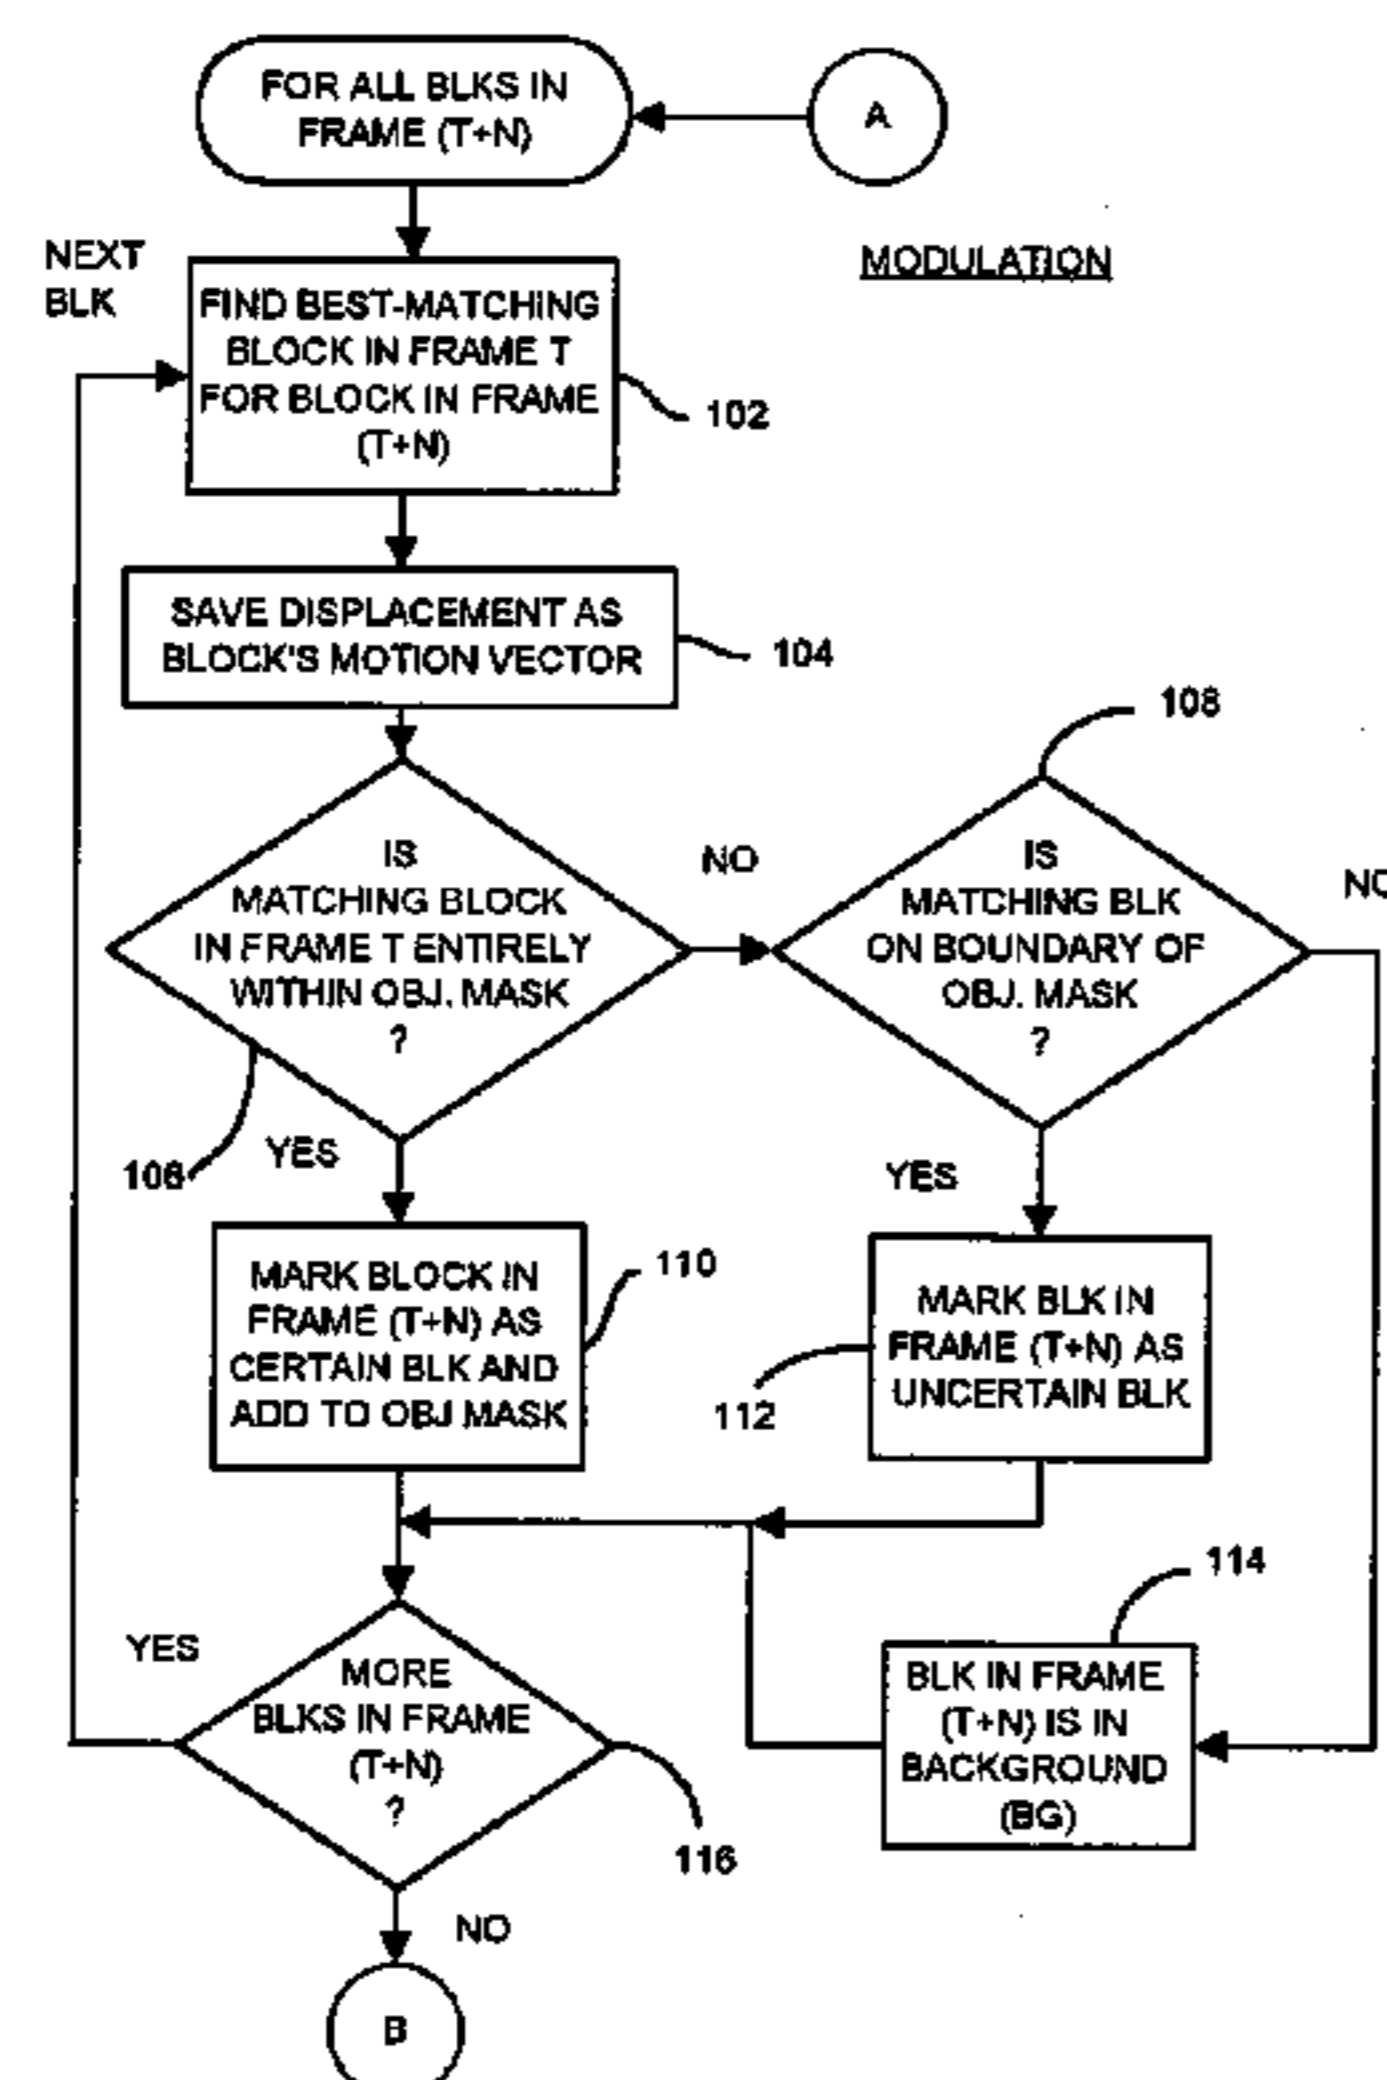 FOR ALL BLKS IN
FRAME (T+N)
A
MODULATION
NEXT
BLK
FIND BEST-MATCHING
BLOCK IN FRAME T
FOR BLOCK IN FRAME
(T+N)
102
SAVE DISPLACEMENT AS
BLOCK'S MOTION VECTOR
104
108
IS
MATCHING BLOCK
IN FRAME T ENTIRELY
WITHIN OBJ. MASK
?
NO
IS
MATCHING BLK
ON BOUNDARY OF
OBJ. MASK
?
NO
106
YES
YES
MARK BLOCK IN
FRAME (T+N) AS
CERTAIN BLK AND
ADD TO OBJ MASK
110
MARK BLK IN
FRAME (T+N) AS
UNCERTAIN BLK
112
114
YES
MORE
BLKS IN FRAME
(T+N)
?
116
BLK IN FRAME
(T+N) IS IN
BACKGROUND
(BG)
NO
B